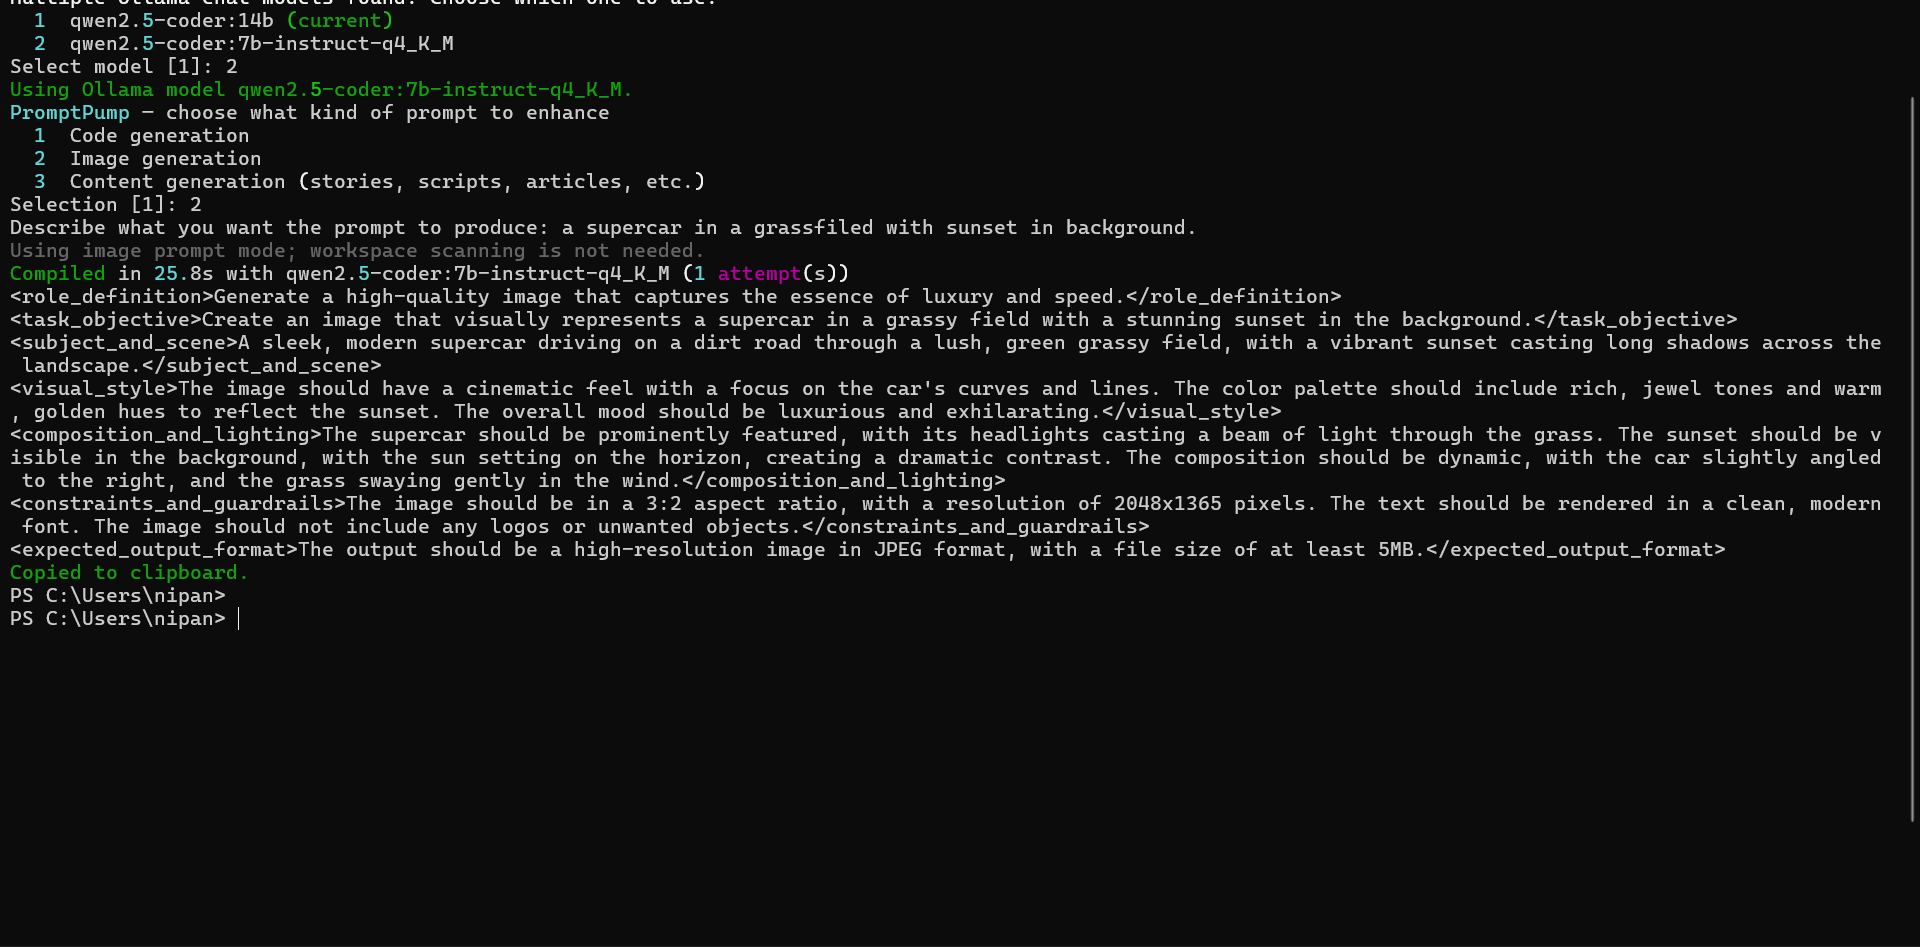 Multiple Ollama chat models found. Choose which one to use:
1 qwen2.5-coder:14b (current)
2 qwen2.5-coder:7b-instruct-q4_K_M
Select model [1]: 2
Using Ollama model qwen2.5-coder:7b-instruct-q4_K_M.
PromptPump — choose what kind of prompt to enhance
1 Code generation
2 Image generation
3 Content generation (stories, scripts, articles, etc.)
Selection [1]: 2
Describe what you want the prompt to produce: a supercar in a grassfiled with sunset in background.
Using image prompt mode; workspace scanning is not needed.
Compiled in 25.8s with qwen2.5-coder:7b-instruct-q4_K_M (1 attempt(s))
<role_definition>Generate a high-quality image that captures the essence of luxury and speed.</role_definition>
<task_objective>Create an image that visually represents a supercar in a grassy field with a stunning sunset in the background.</task_objective>
<subject_and_scene>A sleek, modern supercar driving on a dirt road through a lush, green grassy field, with a vibrant sunset casting long shadows across the
landscape.</subject_and_scene>
<visual_style>The image should have a cinematic feel with a focus on the car's curves and lines. The color palette should include rich, jewel tones and warm
, golden hues to reflect the sunset. The overall mood should be luxurious and exhilarating.</visual_style>
<composition_and_lighting>The supercar should be prominently featured, with its headlights casting a beam of light through the grass. The sunset should be v
isible in the background, with the sun setting on the horizon, creating a dramatic contrast. The composition should be dynamic, with the car slightly angled
to the right, and the grass swaying gently in the wind.</composition_and_lighting>
<constraints_and_guardrails>The image should be in a 3:2 aspect ratio, with a resolution of 2048x1365 pixels. The text should be rendered in a clean, modern
font. The image should not include any logos or unwanted objects.</constraints_and_guardrails>
<expected_output_format>The output should be a high-resolution image in JPEG format, with a file size of at least 5MB.</expected_output_format>
Copied to clipboard.
PS C:\Users\nipan>
PS C:\Users\nipan>